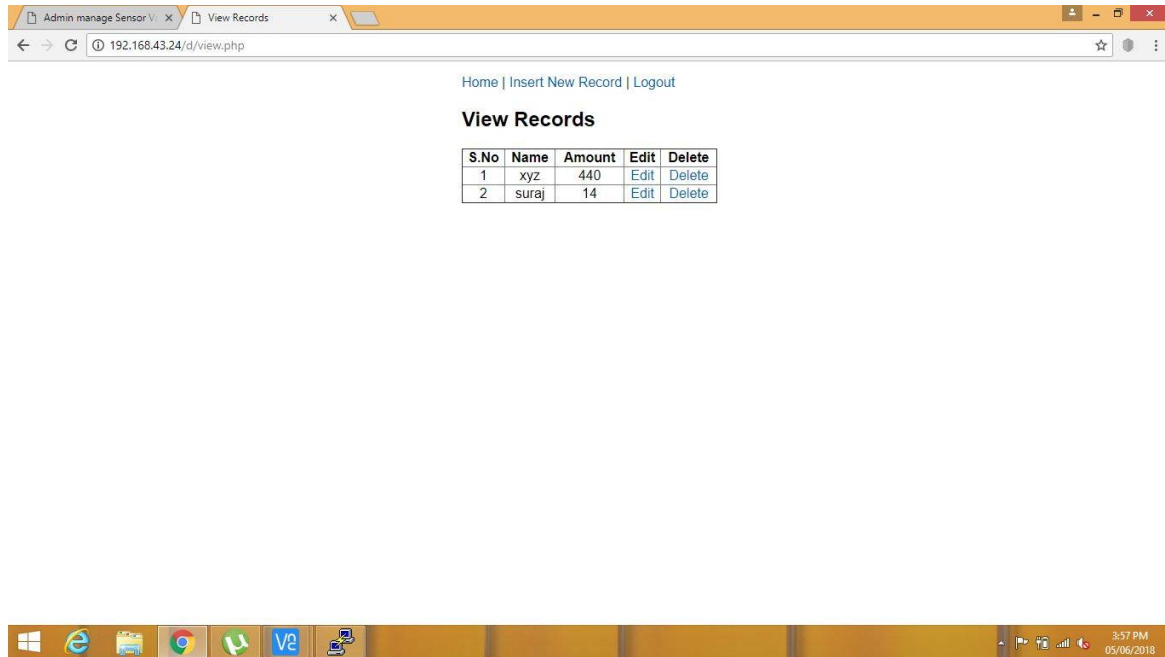 Admin manage Sensor V
View Records
192.168.43.24/d/view.php
Home | Insert New Record | Logout
View Records
S.No Name Amount Edit Delete
1 xyz 440 Edit Delete
2 suraj 14 Edit Delete
3:57 PM
05/06/2018